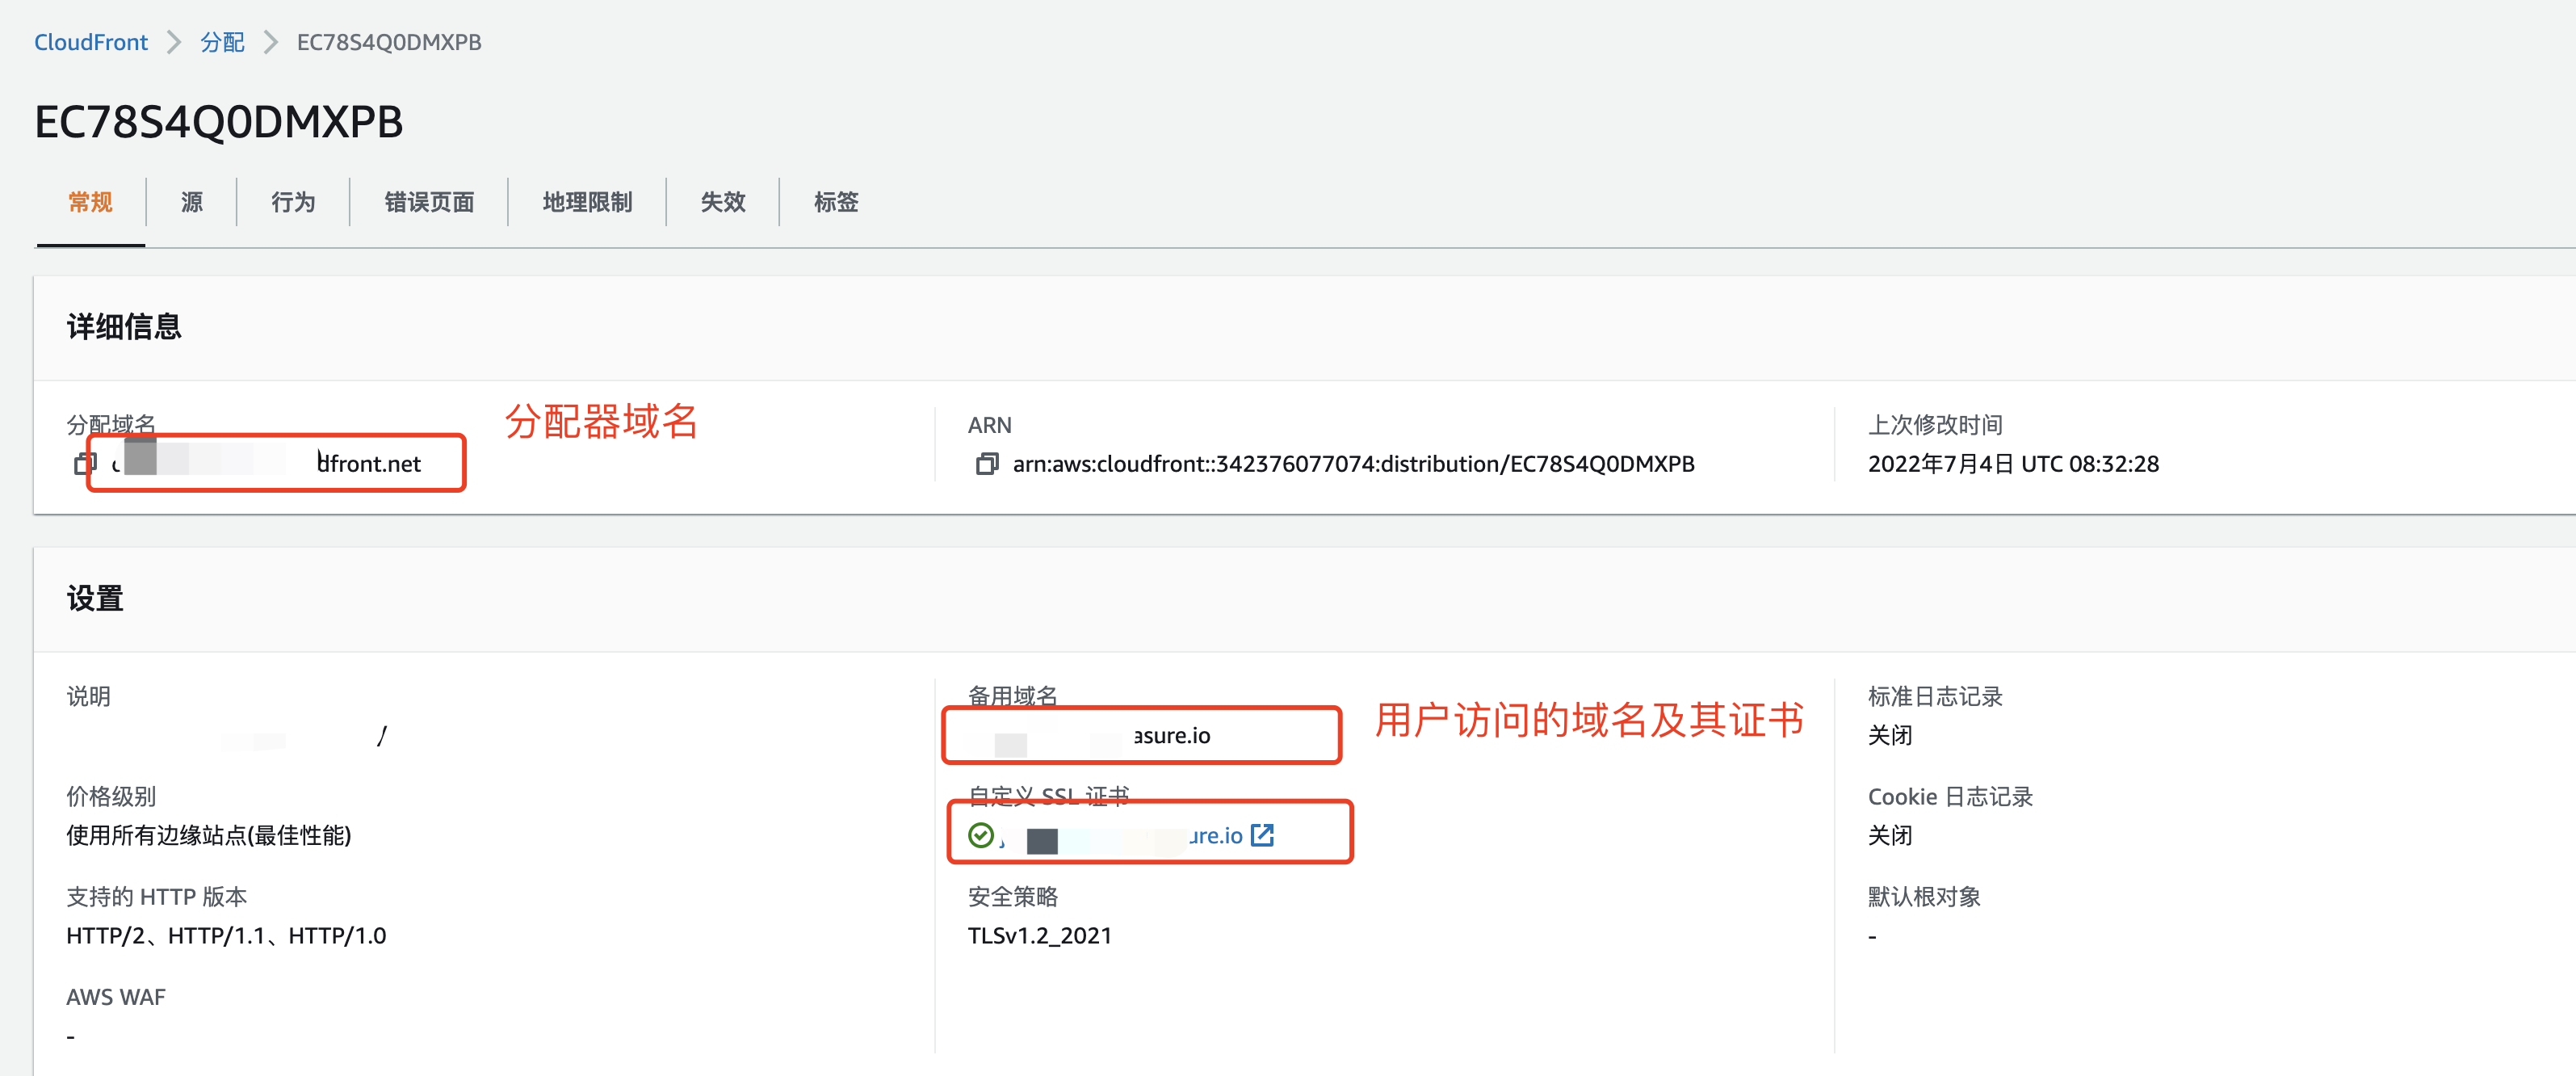 CloudFront > 分配 > EC78S4Q0DMXPB
EC78S4Q0DMXPB
常规 源 行为 错误页面 地理限制 失效 标签
详细信息
分配域名
dfront.net
分配器域名
ARN
arn:aws:cloudfront::342376077074:distribution/EC78S4Q0DMXPB
上次修改时间
2022年7月4日 UTC 08:32:28
设置
说明
价格级别
使用所有边缘站点(最佳性能)
支持的 HTTP 版本
HTTP/2、HTTP/1.1、HTTP/1.0
AWS WAF
-
备用域名
asure.io
用户访问的域名及其证书
自定义 SSL 证书
ure.io
安全策略
TLSv1.2_2021
标准日志记录
关闭
Cookie 日志记录
关闭
默认根对象
-